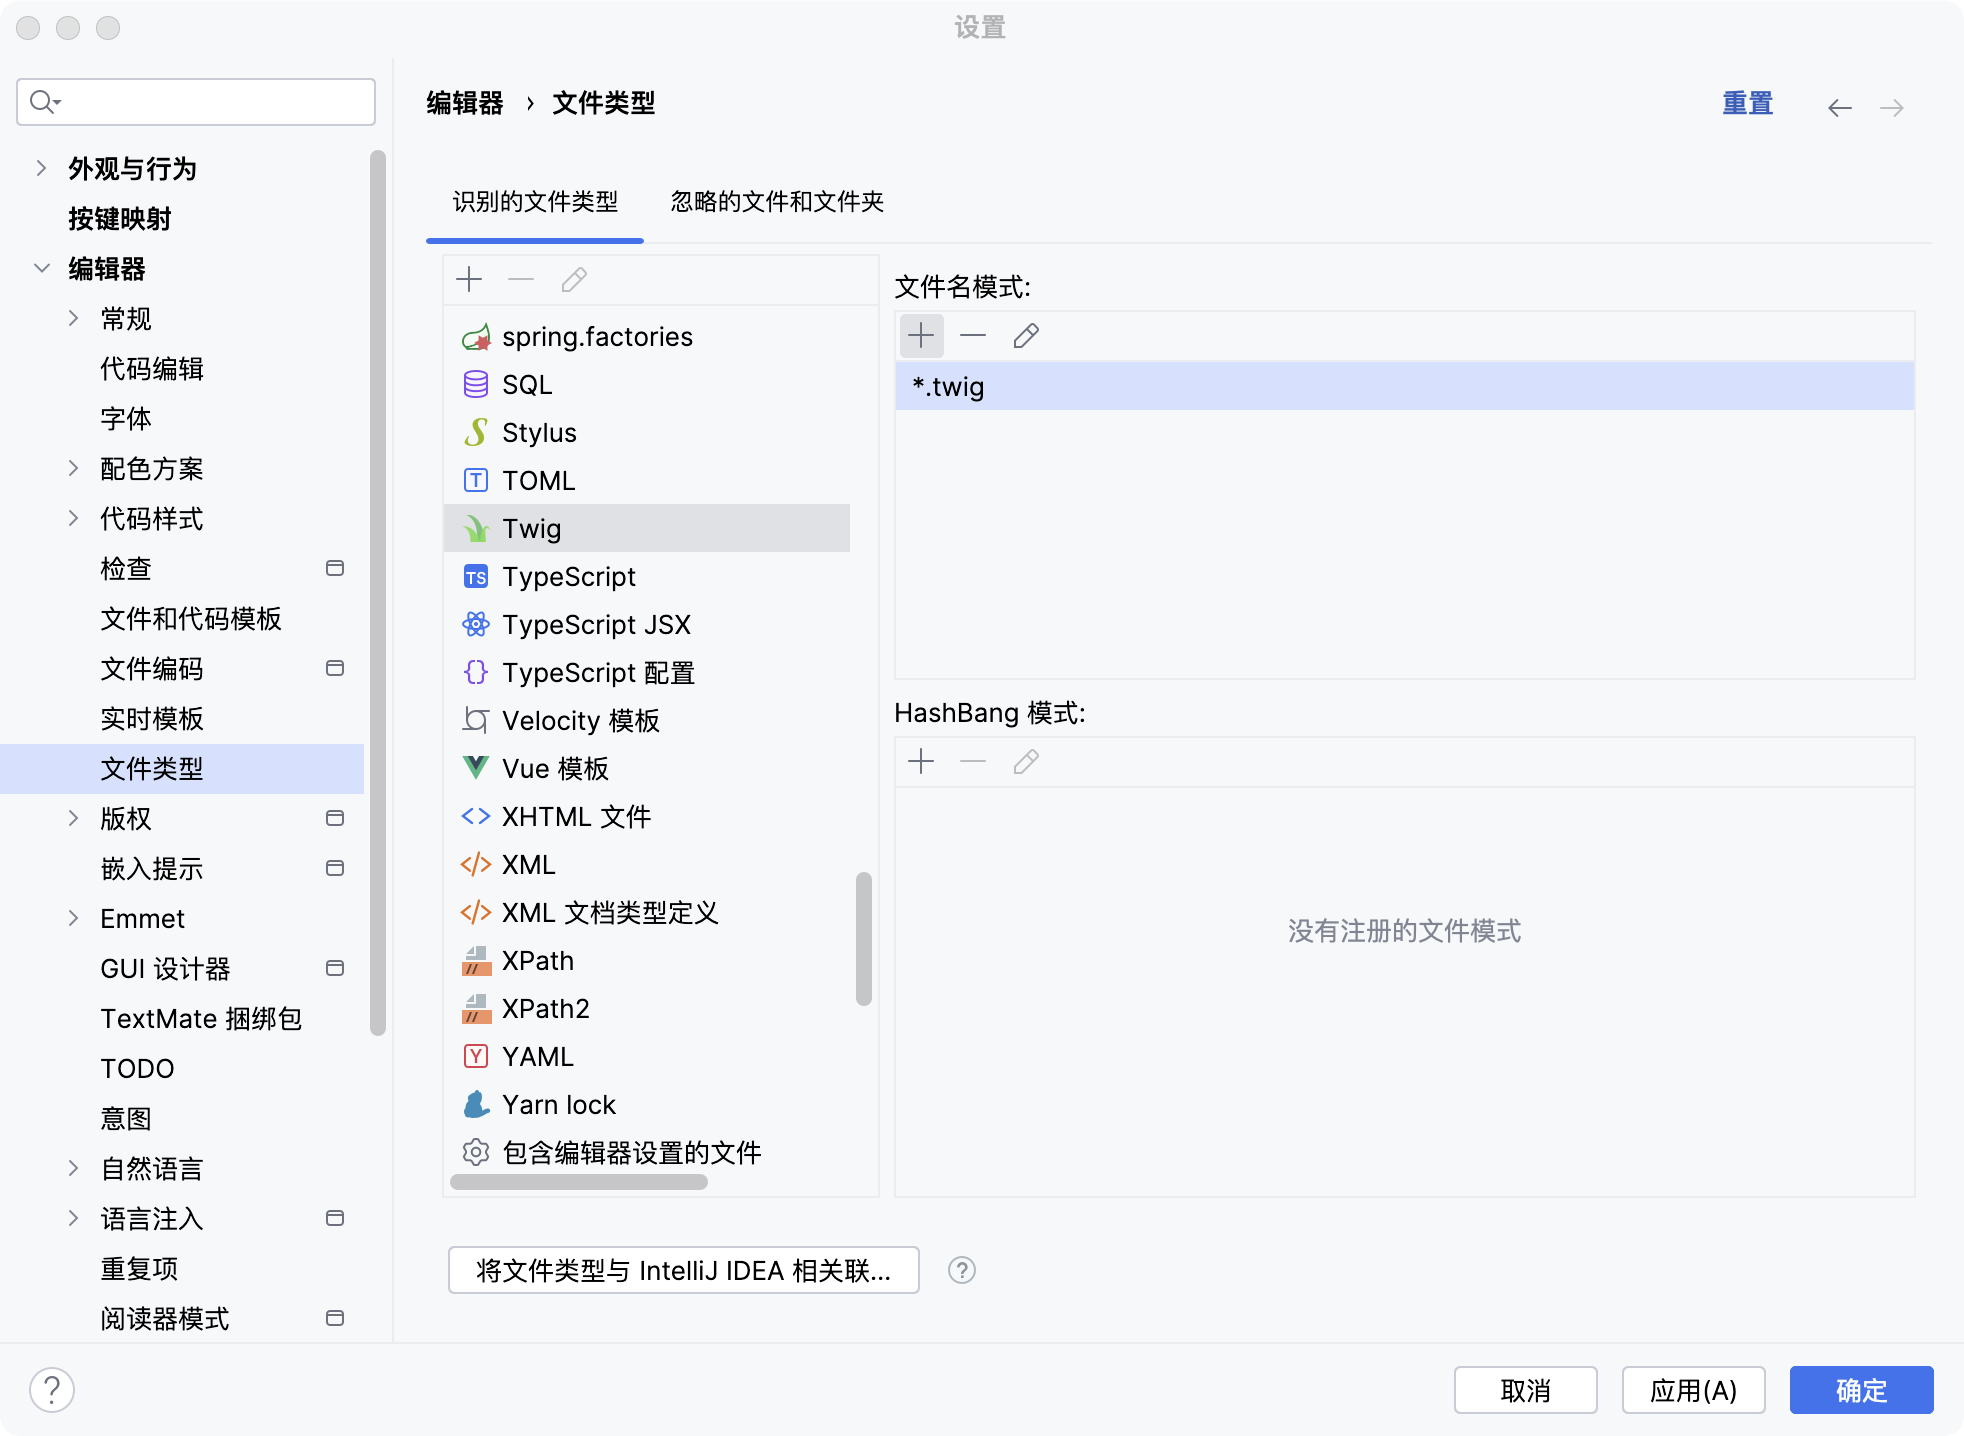 设置
外观与行为
按键映射
编辑器
常规
代码编辑
字体
配色方案
代码样式
检查
文件和代码模板
文件编码
实时模板
文件类型
版权
嵌入提示
Emmet
GUI 设计器
TextMate 捆绑包
TODO
意图
自然语言
语言注入
重复项
阅读器模式
编辑器 › 文件类型
重置
识别的文件类型
忽略的文件和文件夹
spring.factories
SQL
Stylus
TOML
Twig
TypeScript
TypeScript JSX
TypeScript 配置
Velocity 模板
Vue 模板
XHTML 文件
XML
XML 文档类型定义
XPath
XPath2
YAML
Yarn lock
包含编辑器设置的文件
文件名模式:
*.twig
HashBang 模式:
没有注册的文件模式
将文件类型与 IntelliJ IDEA 相关联...
取消
应用(A)
确定